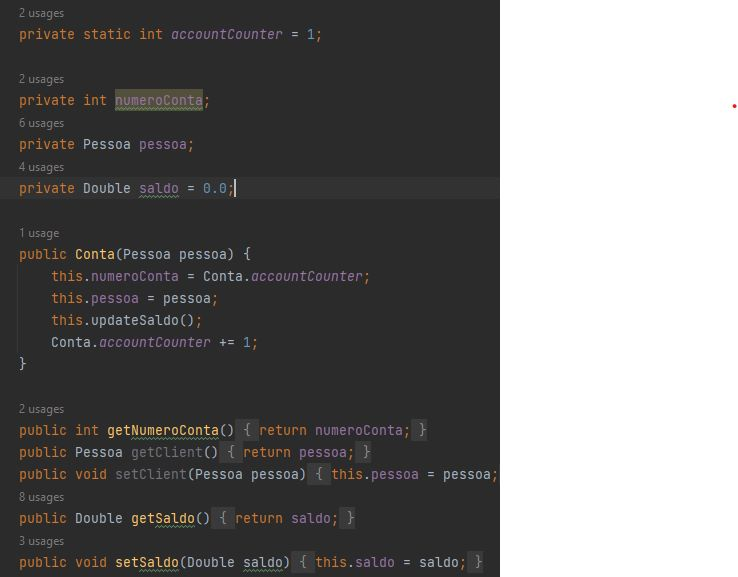 2 usages
private static int accountCounter = 1;
2 usages
private int numeroConta;
6 usages
private Pessoa pessoa;
4 usages
private Double saldo = 0.0;
1 usage
public Conta(Pessoa pessoa) {
this.numeroConta = Conta.accountCounter;
this.pessoa = pessoa;
this.updateSaldo();
Conta.accountCounter += 1;
}
2 usages
public int getNumeroConta() { return numeroConta; }
public Pessoa getClient() { return pessoa; }
public void setClient(Pessoa pessoa) { this.pessoa = pessoa;
8 usages
public Double getSaldo() { return saldo; }
3 usages
public void setSaldo(Double saldo) { this.saldo = saldo; }